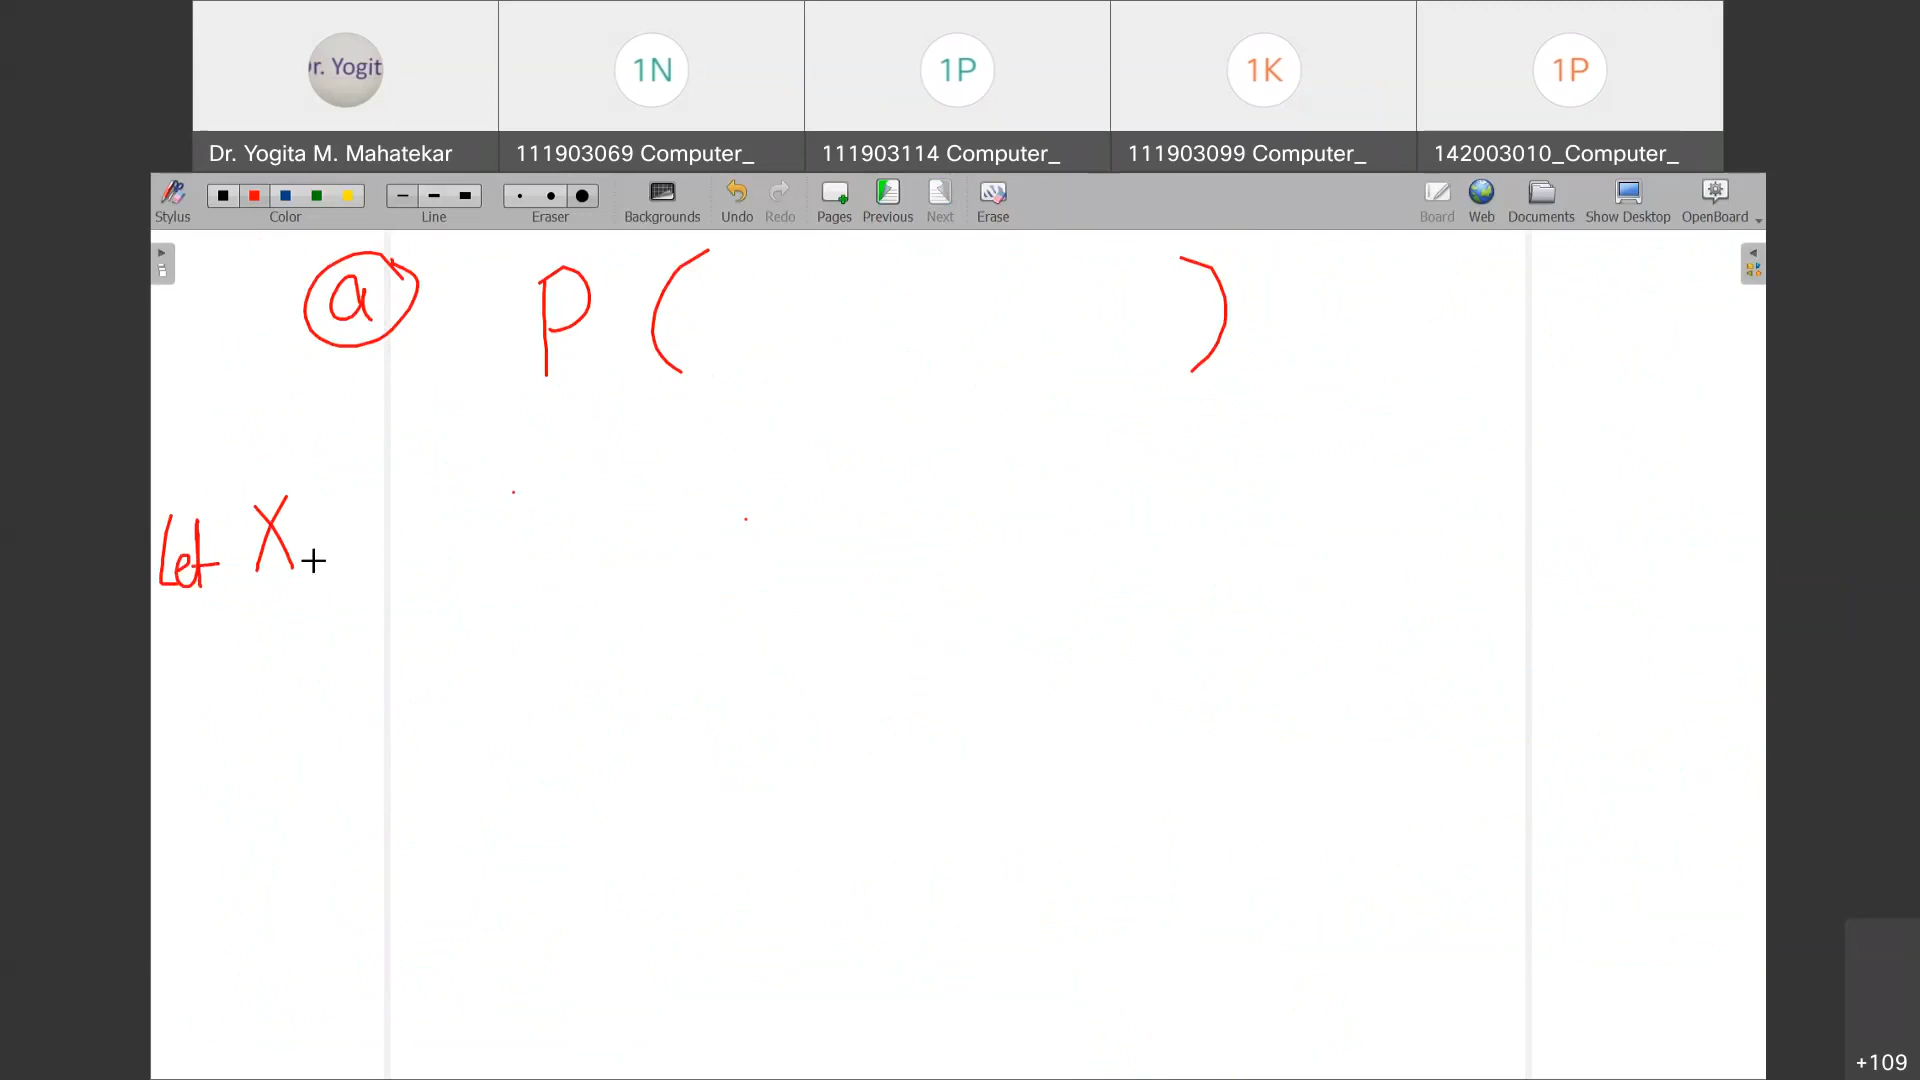 r. Yogit 1N 1P 1K 1P
Dr. Yogita M. Mahatekar 111903069 Computer_ 111903114 Computer_ 111903099 Computer_ 142003010_Computer_
Stylus Color Line Eraser Backgrounds Undo Redo Pages Previous Next Erase Board Web Documents Show Desktop OpenBoard
a P ( )
Let X
+109